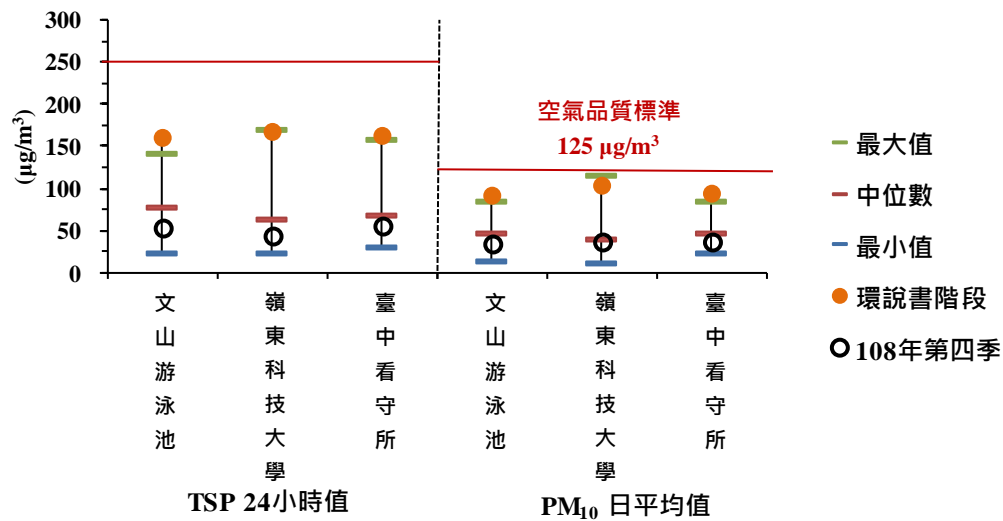 300
250
200
150
100
50
0
(μg/m³)
空氣品質標準
125 μg/m³
最大值
中位數
最小值
環說書階段
108年第四季
文山游泳池
嶺東科技大學
臺中看守所
文山游泳池
嶺東科技大學
臺中看守所
TSP 24小時值
PM₁₀ 日平均值